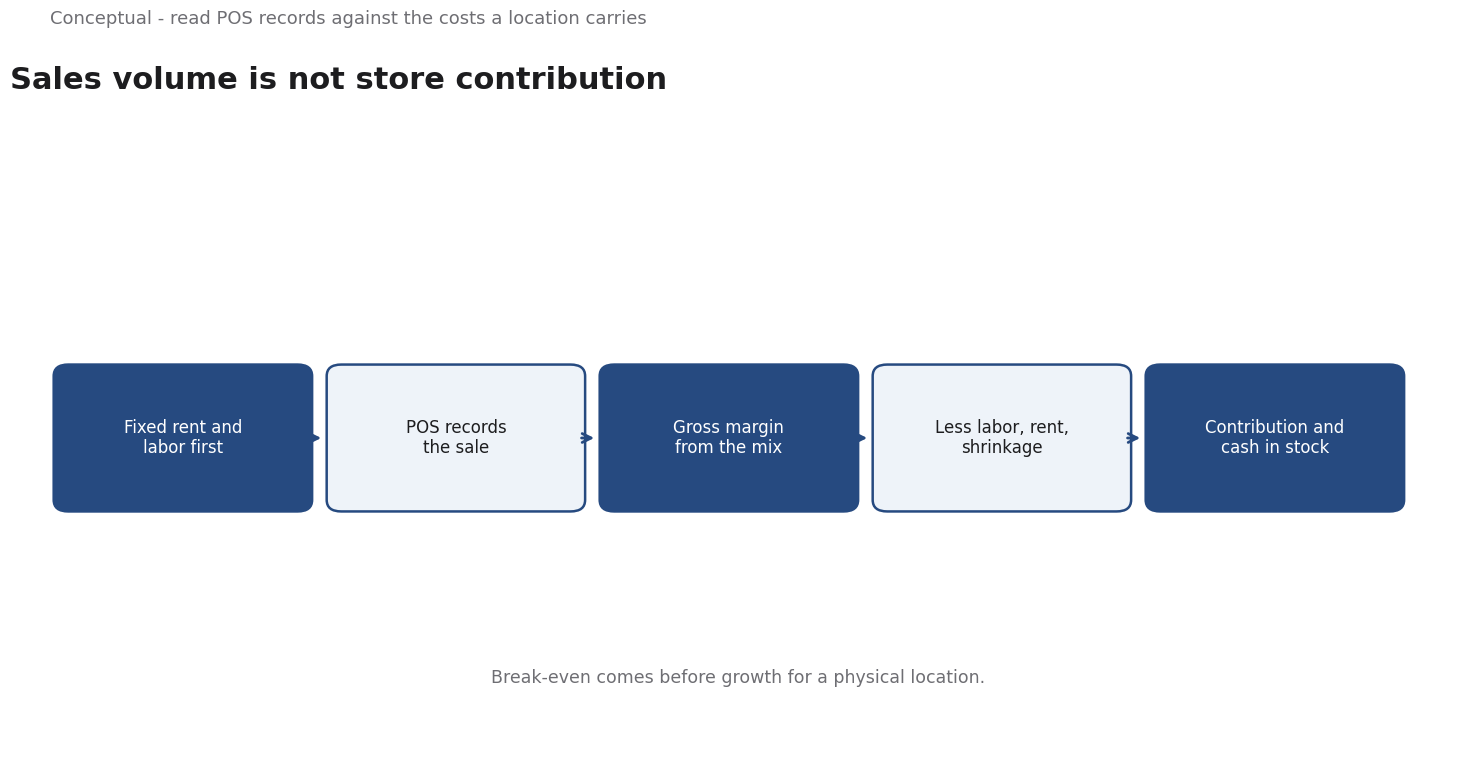 Conceptual - read POS records against the costs a location carries
Sales volume is not store contribution
Fixed rent and
labor first
POS records
the sale
Gross margin
from the mix
Less labor, rent,
shrinkage
Contribution and
cash in stock
Break-even comes before growth for a physical location.